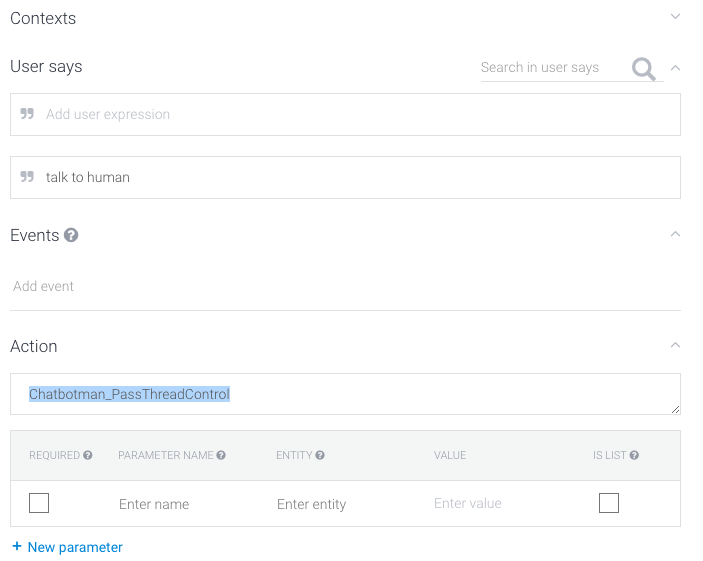 Contexts
User says
Search in user says
Add user expression
talk to human
Events
Add event
Action
Chatbotman_PassThreadControl
REQUIRED PARAMETER NAME ENTITY VALUE IS LIST
Enter name Enter entity Enter value
+ New parameter